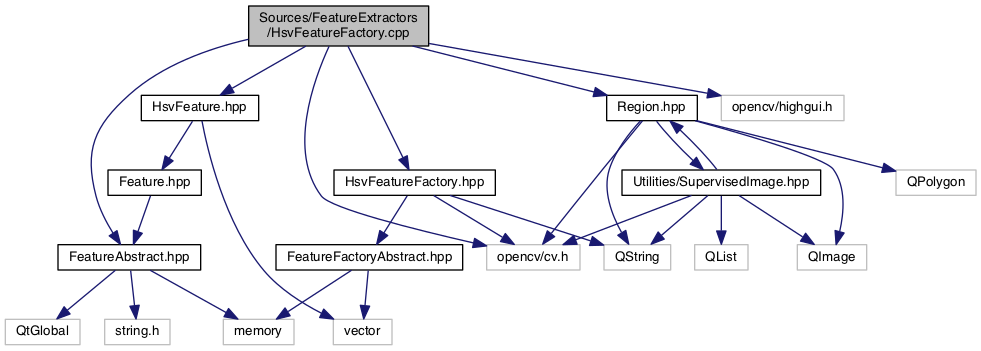 Sources/FeatureExtractors
/HsvFeatureFactory.cpp
HsvFeature.hpp
Region.hpp
opencv/highgui.h
Feature.hpp
HsvFeatureFactory.hpp
Utilities/SupervisedImage.hpp
QPolygon
FeatureAbstract.hpp
FeatureFactoryAbstract.hpp
opencv/cv.h
QString
QList
QImage
QtGlobal
string.h
memory
vector